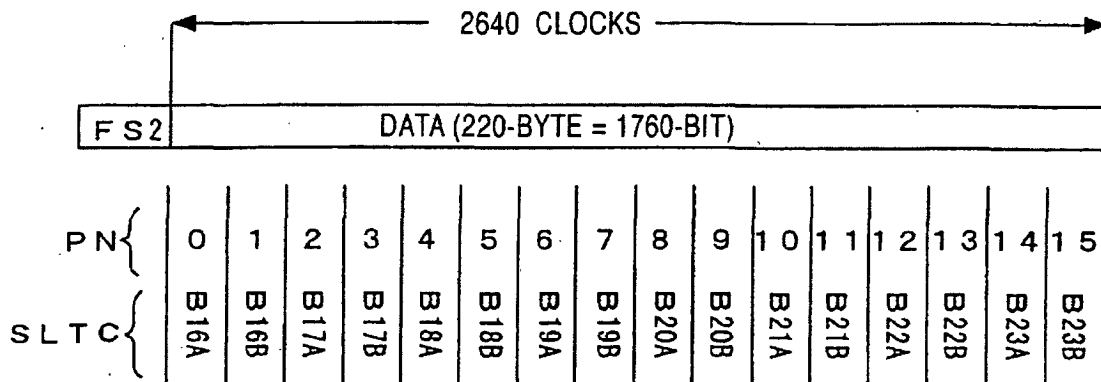 2640 CLOCKS
FS2 DATA (220-BYTE = 1760-BIT)
PN{ 0 1 2 3 4 5 6 7 8 9 10 11 12 13 14 15
SLTC{ B16A B16B B17A B17B B18A B18B B19A B19B B20A B20B B21A B21B B22A B22B B23A B23B